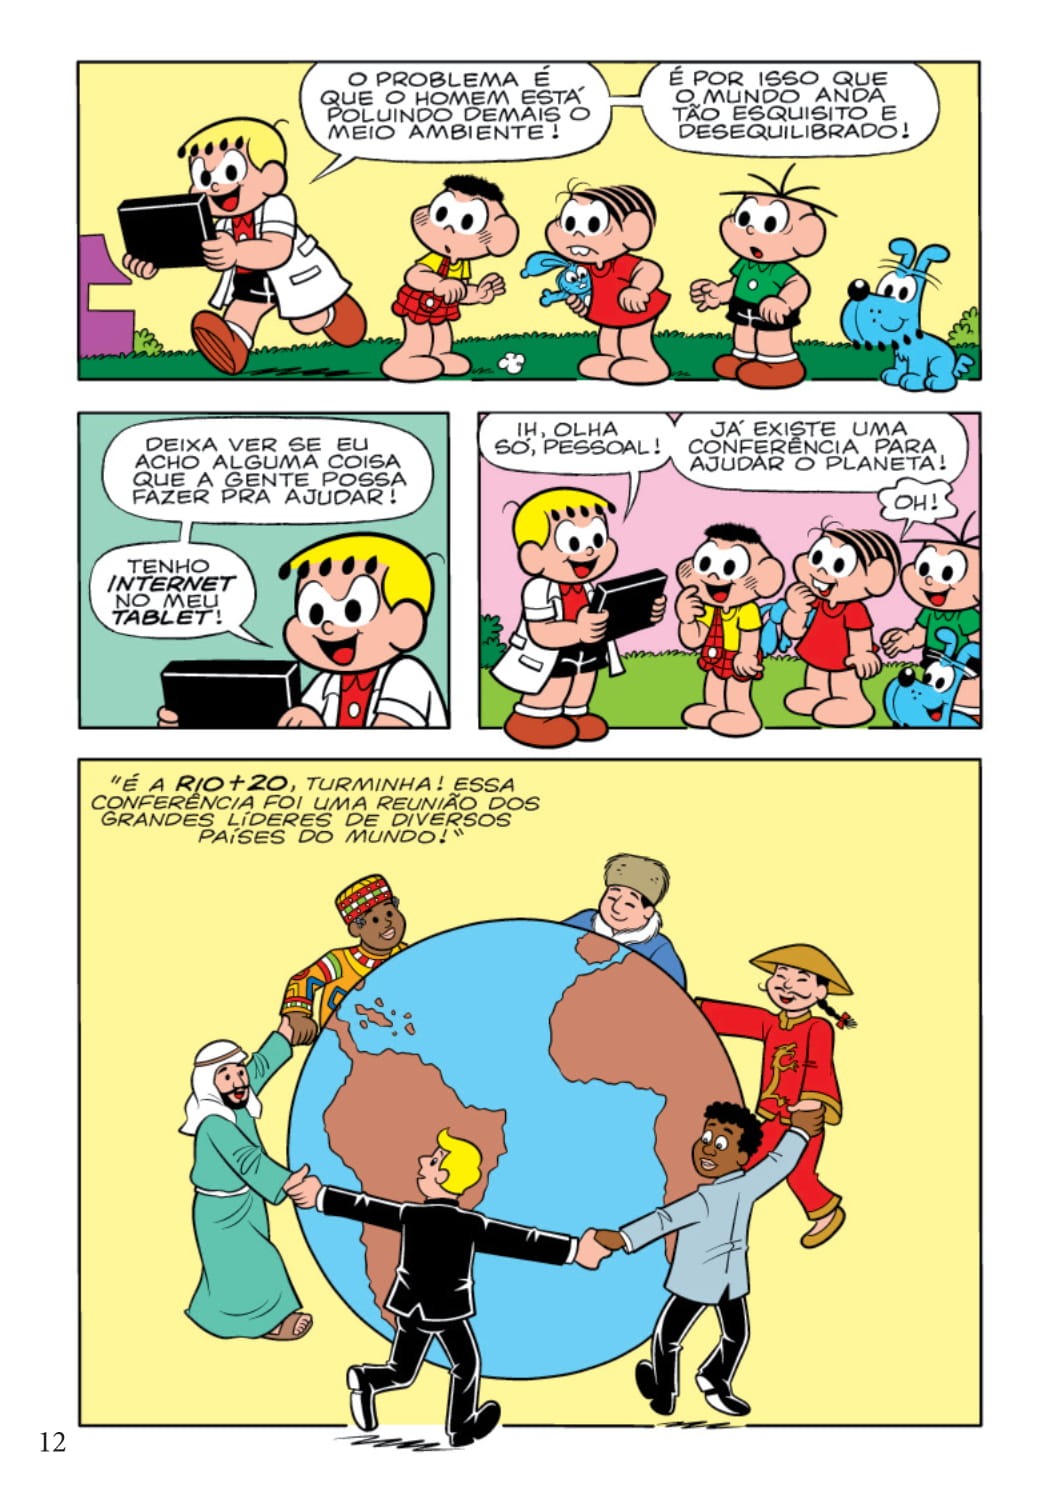 O PROBLEMA É
QUE O HOMEM ESTÁ
POLUINDO DEMAIS O
MEIO AMBIENTE!
É POR ISSO QUE
O MUNDO ANDA
TÃO ESQUISITO E
DESEQUILIBRADO!
DEIXA VER SE EU
ACHO ALGUMA COISA
QUE A GENTE POSSA
FAZER PRA AJUDAR!
TENHO
INTERNET
NO MEU
TABLET!
IH, OLHA
SÓ, PESSOAL!
JÁ EXISTE UMA
CONFERÊNCIA PARA
AJUDAR O PLANETA!
OH!
"É A RIO+20, TURMINHA! ESSA
CONFERÊNCIA FOI UMA REUNIÃO DOS
GRANDES LÍDERES DE DIVERSOS
PAÍSES DO MUNDO!"
12